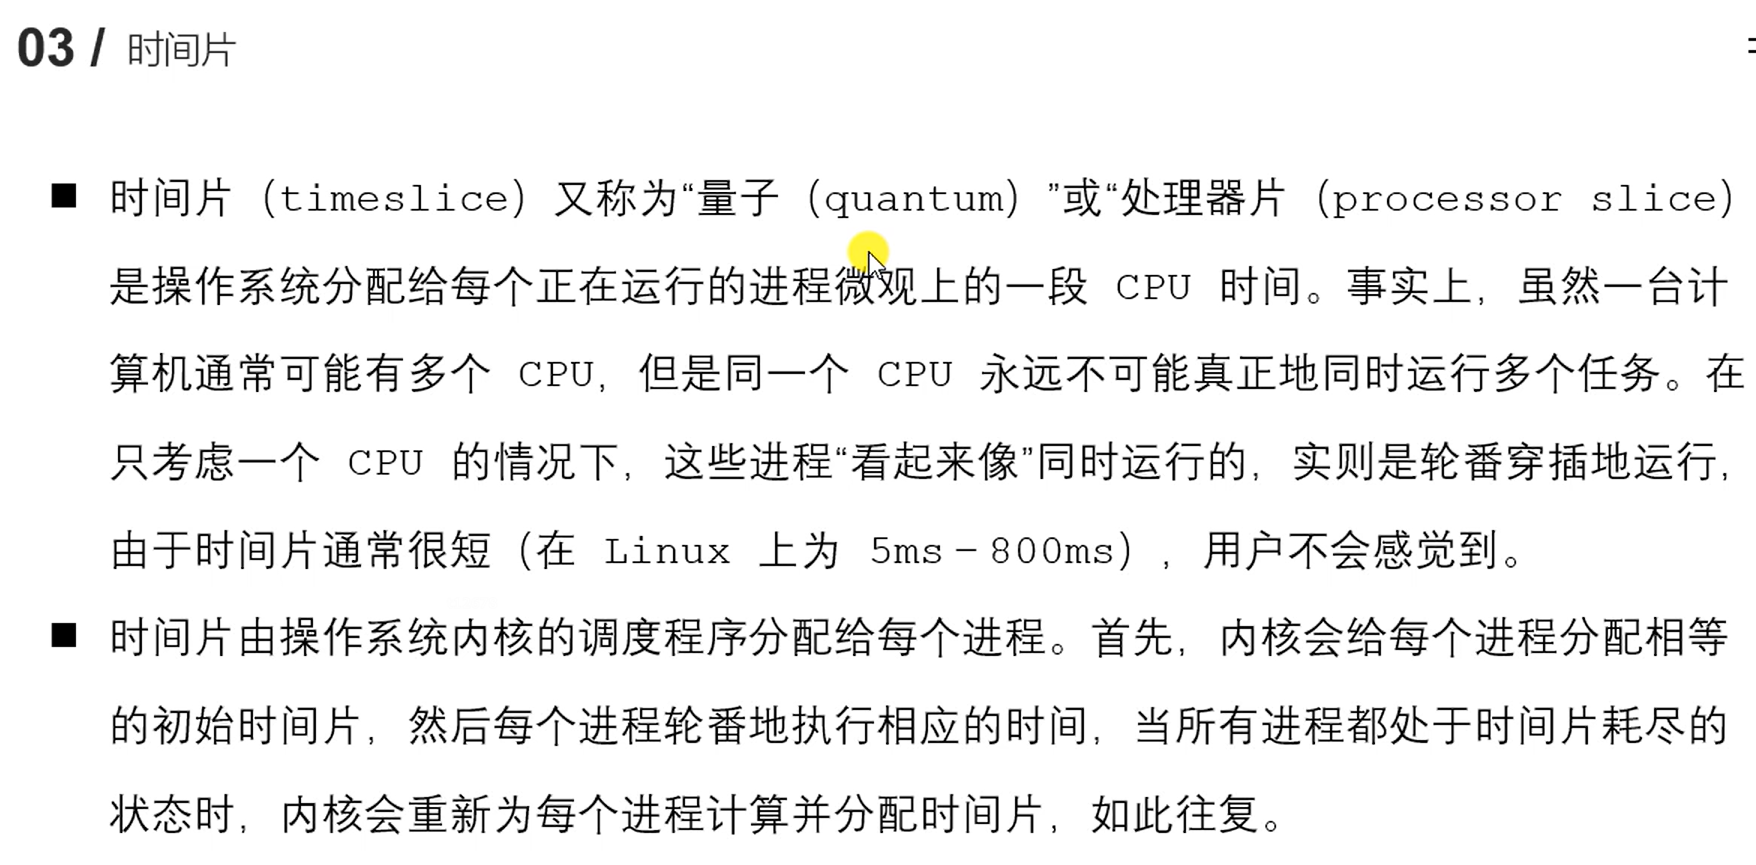 03 / 时间片
■ 时间片（timeslice）又称为“量子（quantum）”或“处理器片（processor slice）
是操作系统分配给每个正在运行的进程微观上的一段 CPU 时间。事实上，虽然一台计
算机通常可能有多个 CPU，但是同一个 CPU 永远不可能真正地同时运行多个任务。在
只考虑一个 CPU 的情况下，这些进程“看起来像”同时运行的，实则是轮番穿插地运行，
由于时间片通常很短（在 Linux 上为 5ms－800ms），用户不会感觉到。
■ 时间片由操作系统内核的调度程序分配给每个进程。首先，内核会给每个进程分配相等
的初始时间片，然后每个进程轮番地执行相应的时间，当所有进程都处于时间片耗尽的
状态时，内核会重新为每个进程计算并分配时间片，如此往复。